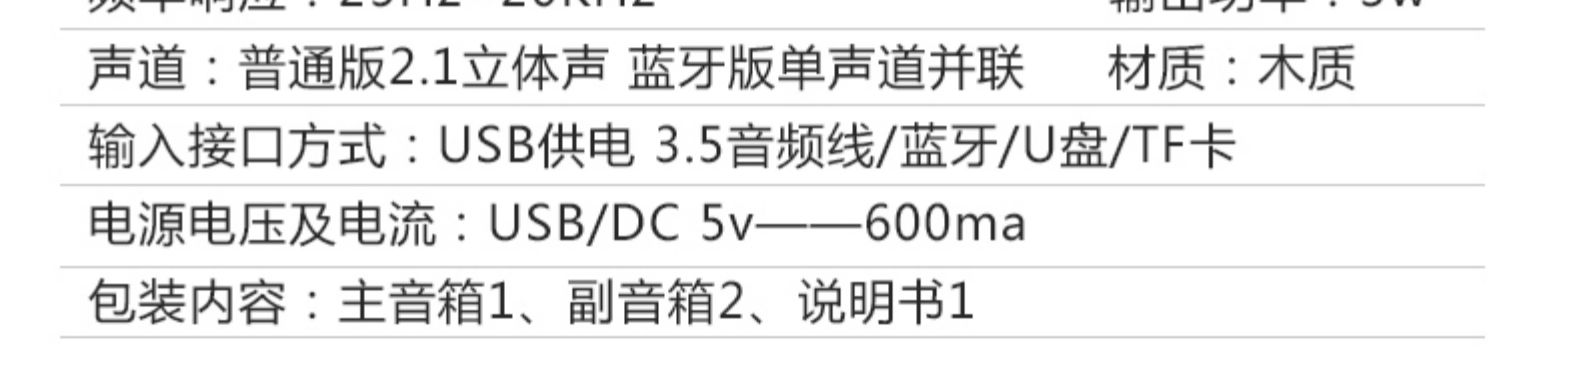 声道：普通版2.1立体声 蓝牙版单声道并联 材质：木质
输入接口方式：USB供电 3.5音频线/蓝牙/U盘/TF卡
电源电压及电流：USB/DC 5v——600ma
包装内容：主音箱1、副音箱2、说明书1